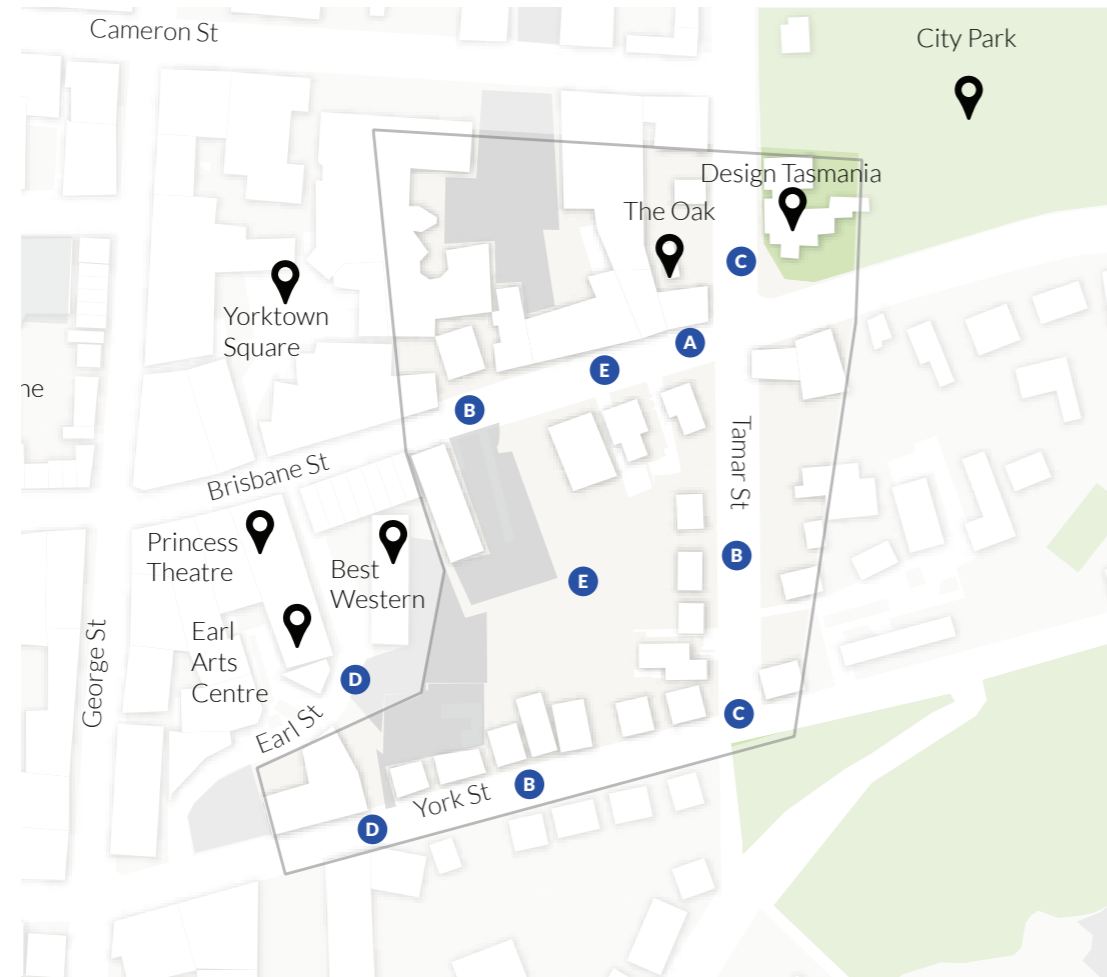 Cameron St
City Park
Design Tasmania
The Oak
C
Yorktown
Square
A
E
ne
B
Brisbane St
Tamar St
Princess
Theatre
Best
Western
B
E
Earl
Arts
Centre
George St
D
Earl St
C
B
York St
D